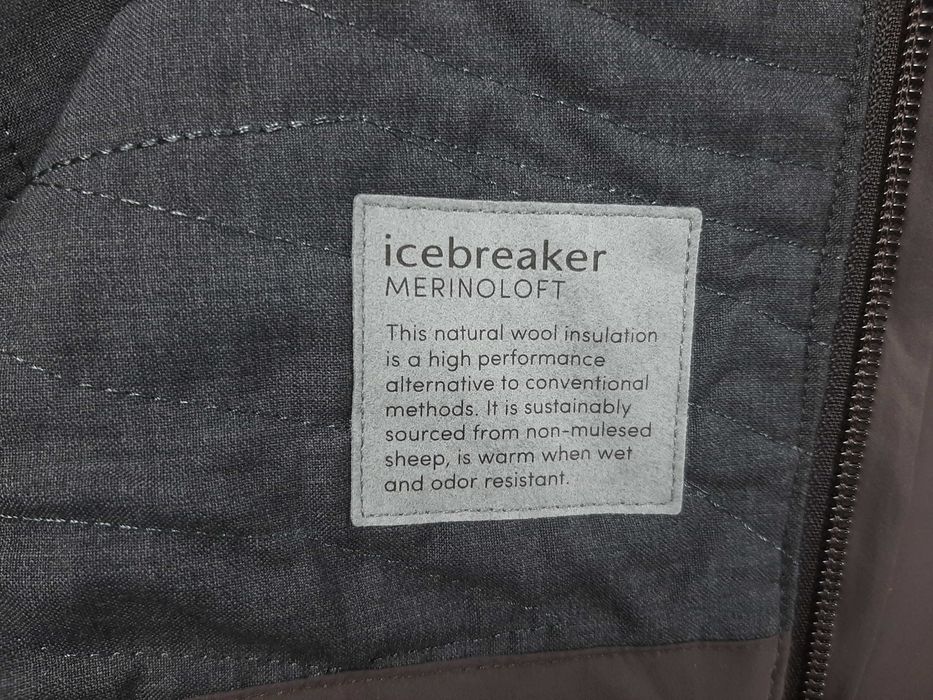 icebreaker
MERINOLOFT
This natural wool insulation
is a high performance
alternative to conventional
methods. It is sustainably
sourced from non-mulesed
sheep, is warm when wet
and odor resistant.